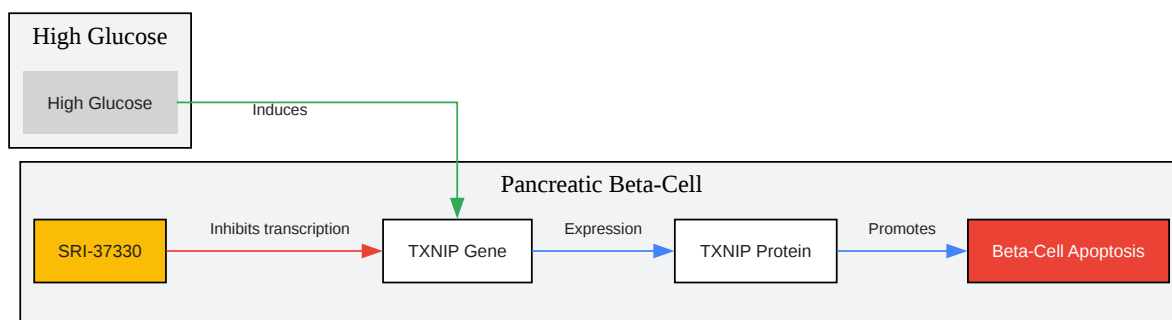 High Glucose
High Glucose
Induces
Pancreatic Beta-Cell
SRI-37330
Inhibits transcription
TXNIP Gene
Expression
TXNIP Protein
Promotes
Beta-Cell Apoptosis